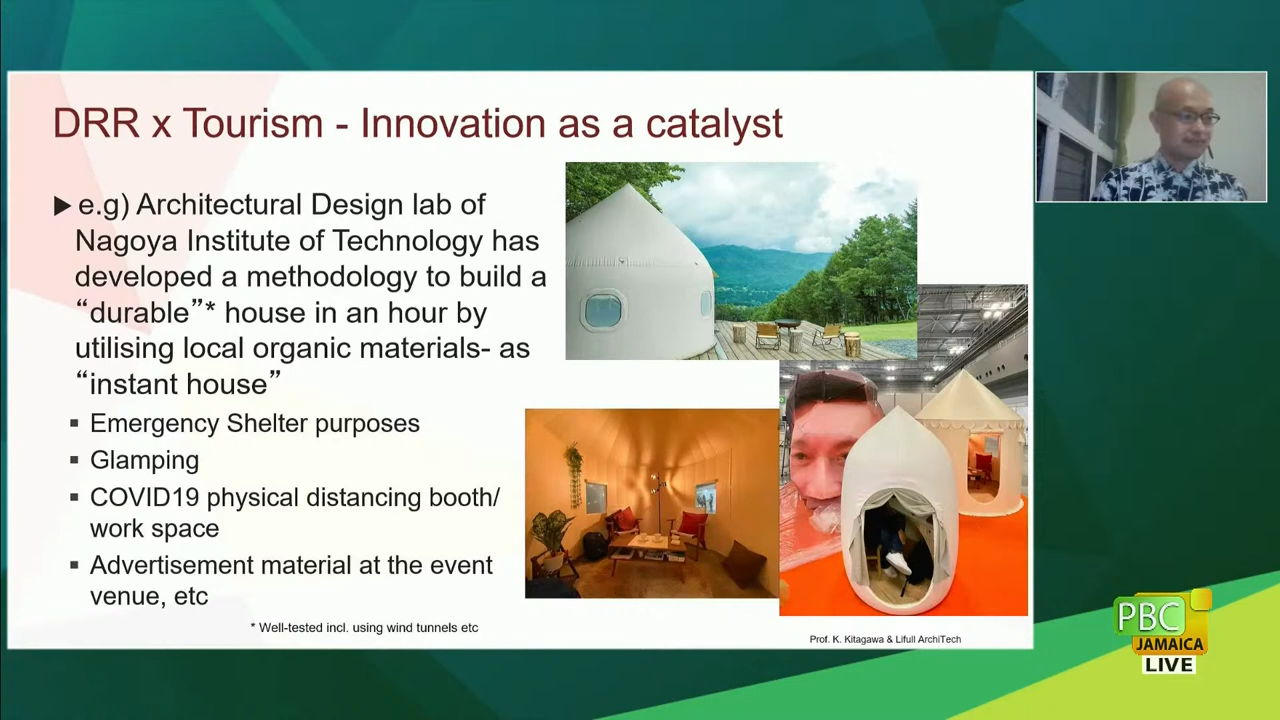 DRR x Tourism - Innovation as a catalyst
▶ e.g) Architectural Design lab of
Nagoya Institute of Technology has
developed a methodology to build a
“durable”* house in an hour by
utilising local organic materials- as
“instant house”
▪ Emergency Shelter purposes
▪ Glamping
▪ COVID19 physical distancing booth/
work space
▪ Advertisement material at the event
venue, etc
* Well-tested incl. using wind tunnels etc
Prof. K. Kitagawa & Lifull ArchiTech
PBC
JAMAICA
LIVE